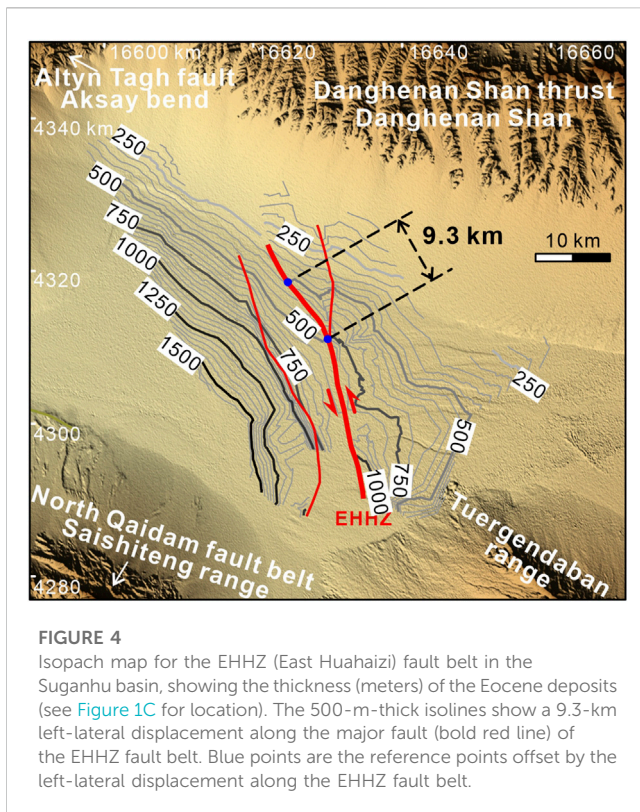 16600 km 16620 16640 16660
Altyn Tagh fault
Aksay bend
Danghenan Shan thrust
Danghenan Shan
4340 km
250
500
750
1000
1250
1500
250
9.3 km
10 km
4320
500
750
250
4300
500
750
1000
EHHZ
North Qaidam fault belt
Saishiteng range
Tuergendaban
range
4280
FIGURE 4
Isopach map for the EHHZ (East Huahaizi) fault belt in the
Suganhu basin, showing the thickness (meters) of the Eocene deposits
(see Figure 1C for location). The 500-m-thick isolines show a 9.3-km
left-lateral displacement along the major fault (bold red line) of
the EHHZ fault belt. Blue points are the reference points offset by the
left-lateral displacement along the EHHZ fault belt.